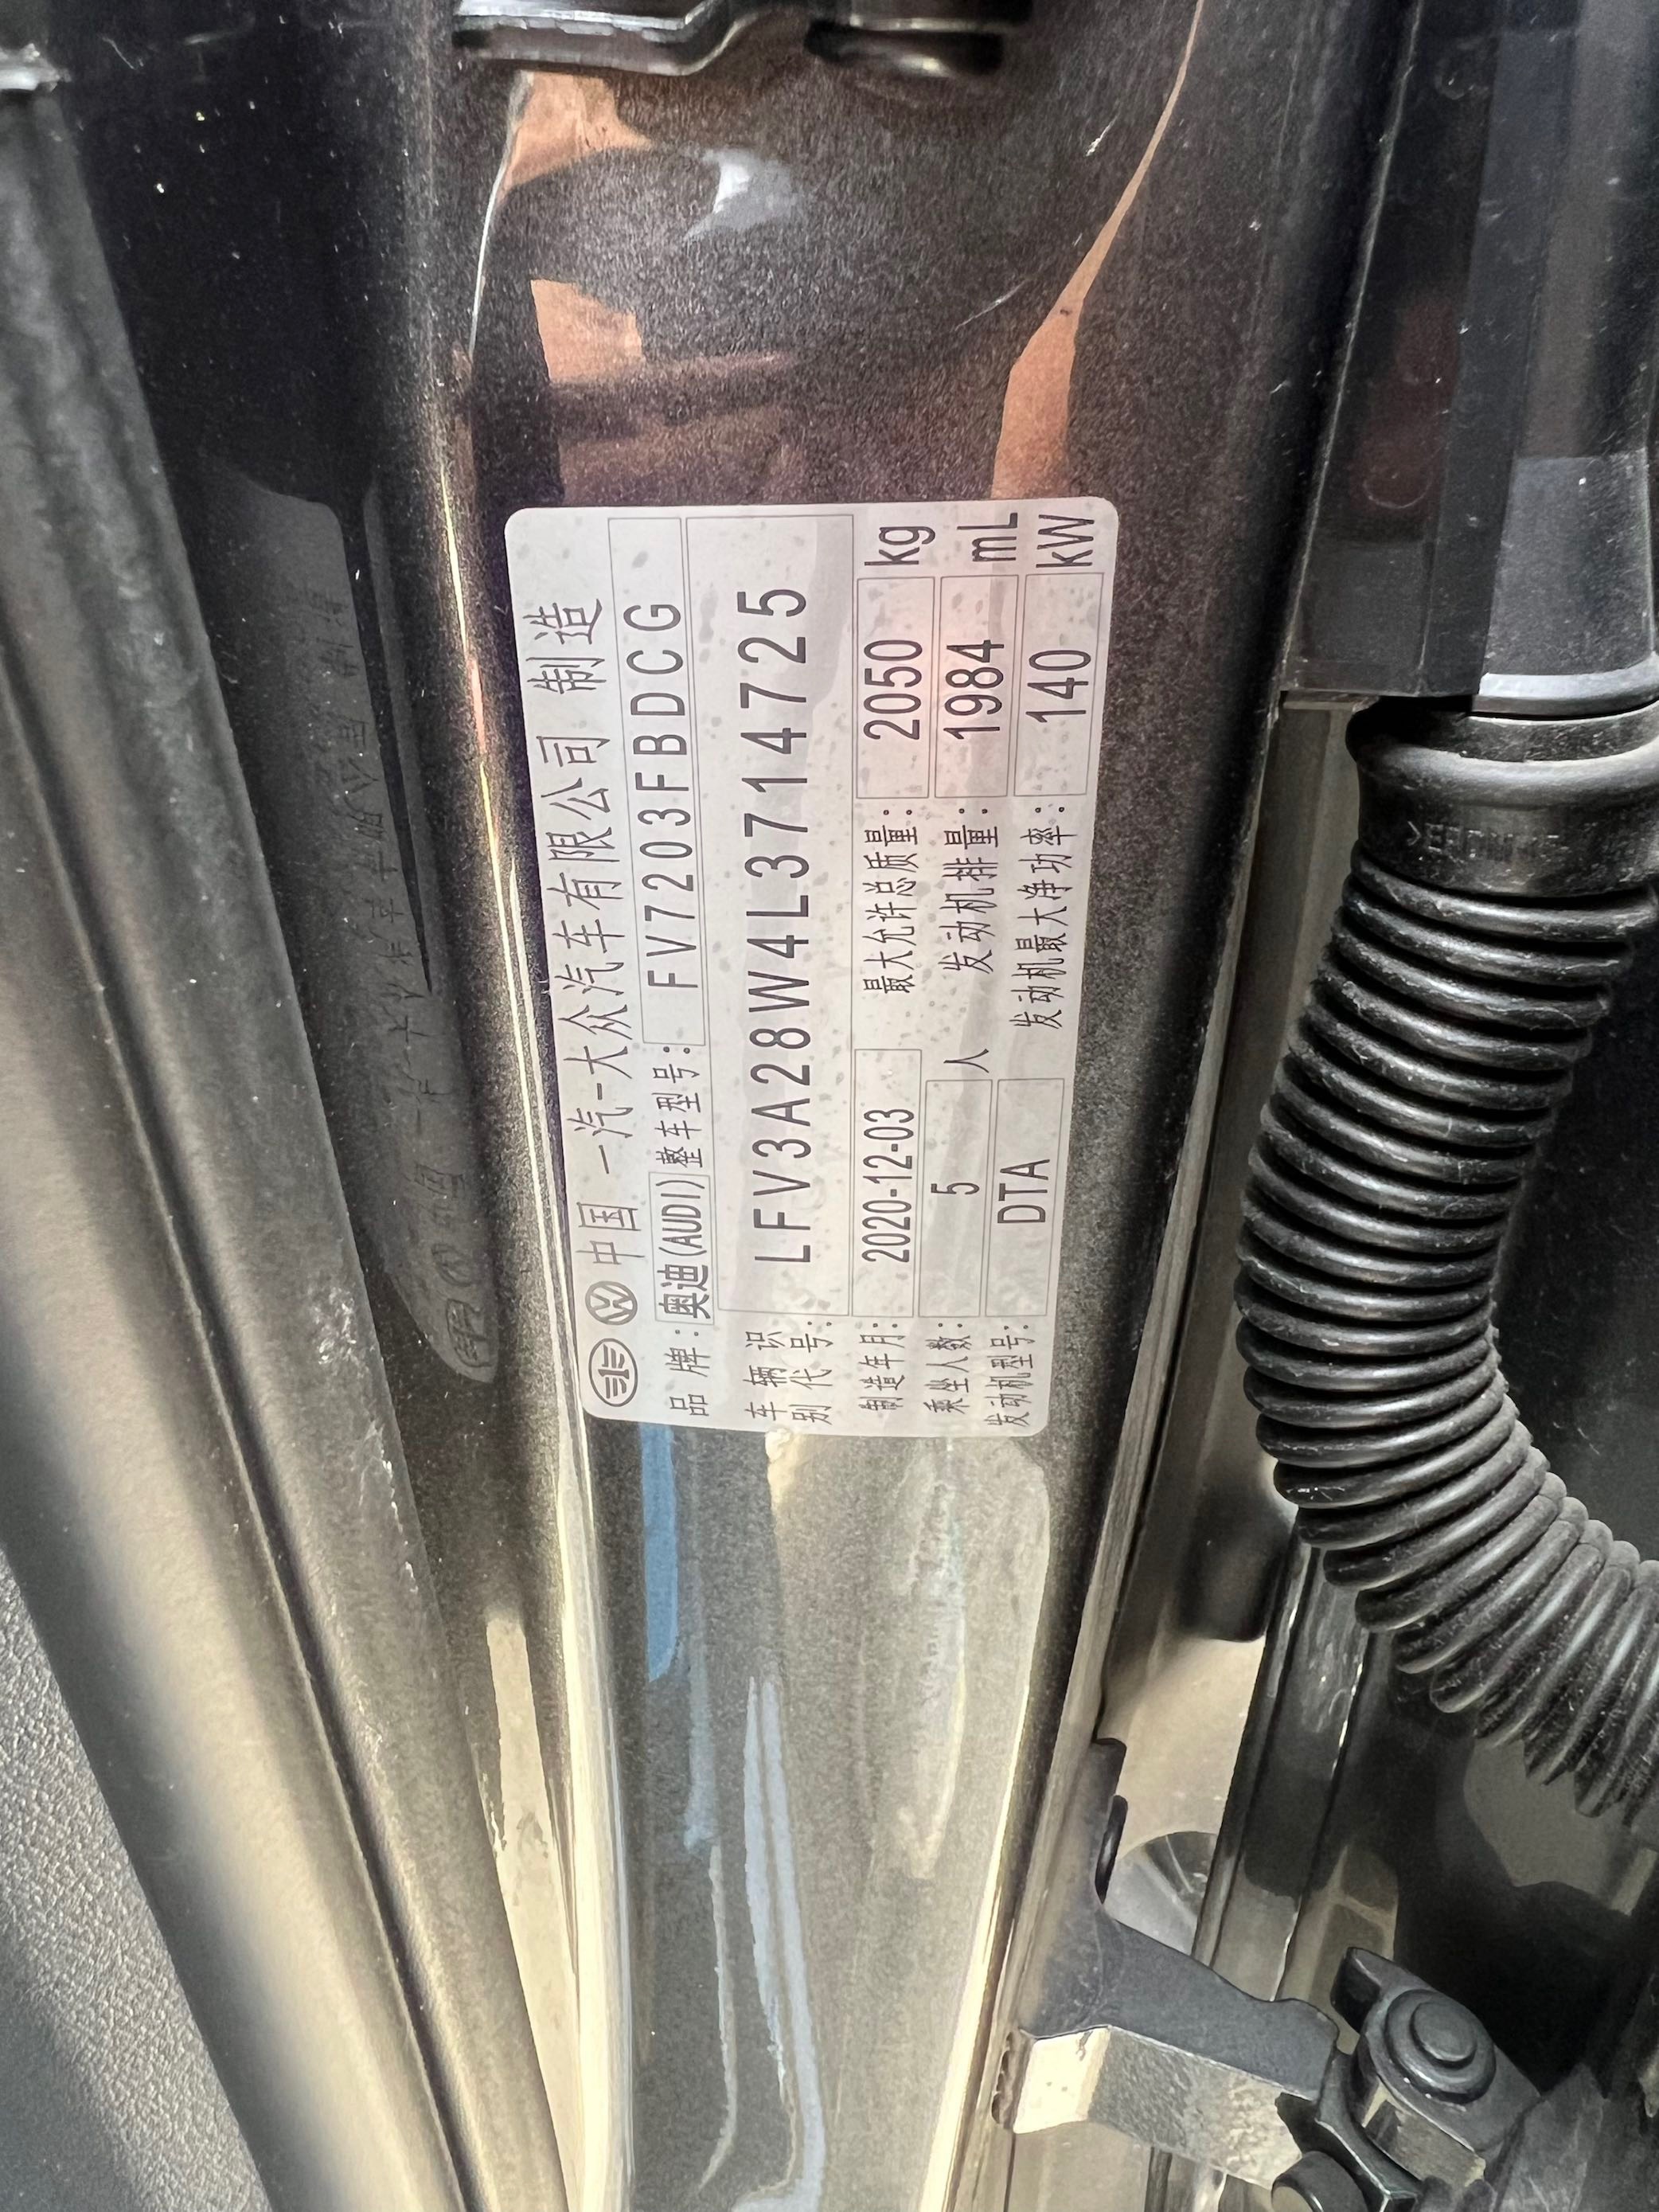 中国 一汽-大众汽车有限公司 制造
品 牌: 奥迪(AUDI) 整车型号: FV7203FBDCG
车辆识别代号: LFV3A28W4L3714725
制造年月: 2020-12-03 最大允许总质量: 2050 kg
乘坐人数: 5 人 发动机排量: 1984 mL
发动机型号: DTA 发动机最大净功率: 140 kW